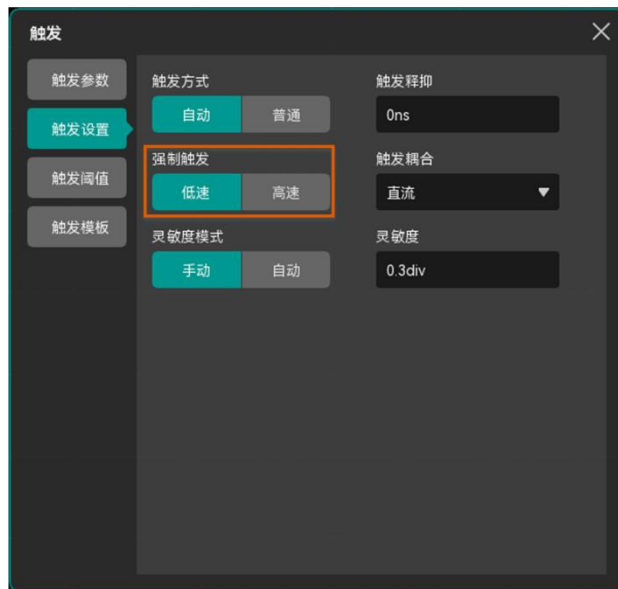 触发
触发参数
触发设置
触发阈值
触发模板
触发方式
自动 普通
触发释抑
0ns
强制触发
低速 高速
触发耦合
直流
灵敏度模式
手动 自动
灵敏度
0.3div